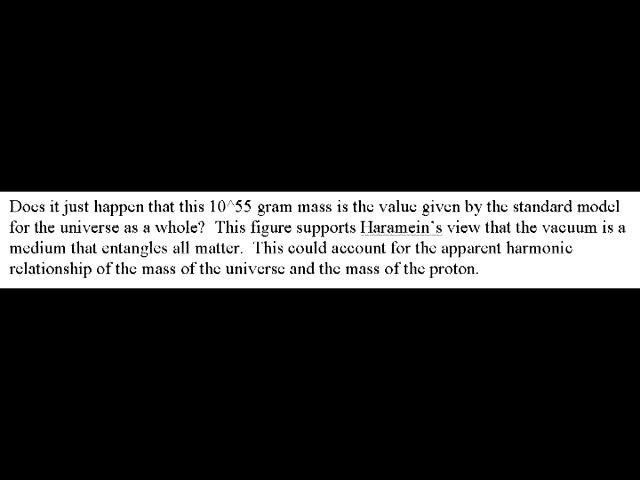 Does it just happen that this 10^55 gram mass is the value given by the standard model
for the universe as a whole?  This figure supports Haramein's view that the vacuum is a
medium that entangles all matter.  This could account for the apparent harmonic
relationship of the mass of the universe and the mass of the proton.